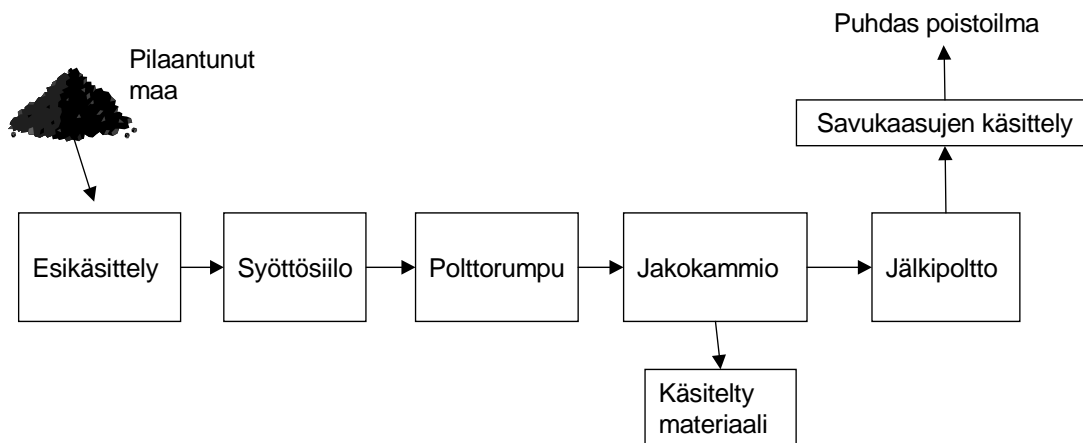 Puhdas poistoilma
Pilaantunut
maa
Savukaasujen käsittely
Esikäsittely
Syöttösiilo
Polttorumpu
Jakokammio
Jälkipoltto
Käsitelty
materiaali